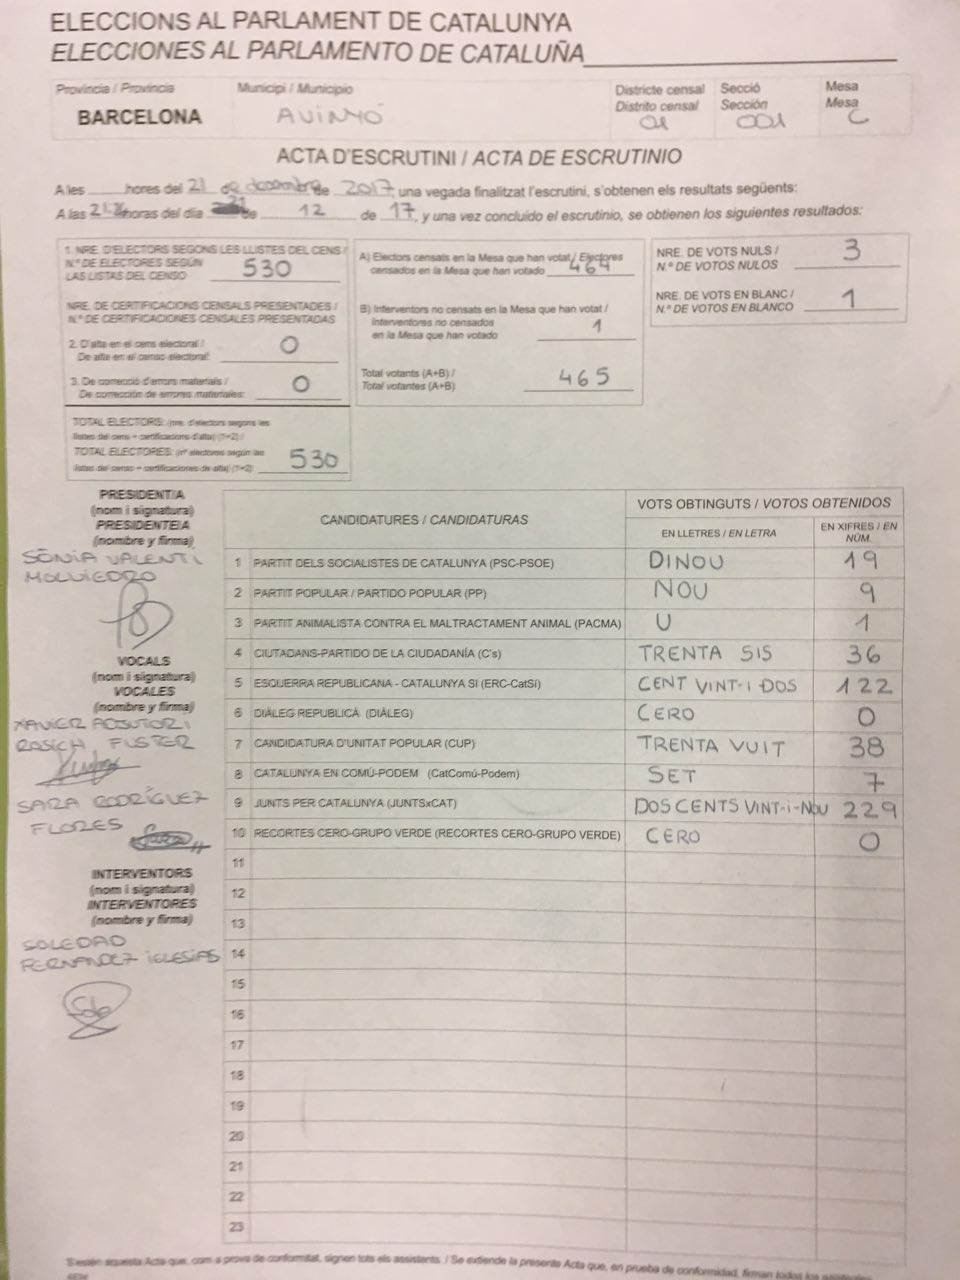 ELECCIONS AL PARLAMENT DE CATALUNYA
ELECCIONES AL PARLAMENTO DE CATALUÑA
Provincia / Provincia
BARCELONA
Municipi / Municipio
AVINYÓ
Districte censal
Distrito censal
01
Secció
Sección
001
Mesa
Mesa
C
ACTA D'ESCRUTINI / ACTA DE ESCRUTINIO
A les ____ hores del 21 de desembre de 2017, una vegada finalitzat l'escrutini, s'obtenen els resultats següents:
A las horas del día 21 de 12 de 17, y una vez concluido el escrutinio, se obtienen los siguientes resultados:
1. NRE. D'ELECTORS SEGONS LES LLISTES DEL CENS /
N.º DE ELECTORES SEGÚN
LAS LISTAS DEL CENSO 530
NRE. DE CERTIFICACIONS CENSALS PRESENTADES /
N.º DE CERTIFICACIONES CENSALES PRESENTADAS
2. D'alta en el cens electoral /
De alta en el censo electoral: 0
3. De correcció d'errors materials /
De corrección de errores materiales: 0
TOTAL ELECTORS: (nre. d'electors segons les
llistes del cens + certificacions d'alta) (1+2) /
TOTAL ELECTORES: (nº electores según las
listas del censo + certificaciones de alta) (1+2) 530
A) Electors censats en la Mesa que han votat / Electores
censados en la Mesa que han votado 464
B) Interventors no censats en la Mesa que han votat /
Interventores no censados
en la Mesa que han votado 1
Total votants (A+B) /
Total votantes (A+B) 465
NRE. DE VOTS NULS /
N.º DE VOTOS NULOS 3
NRE. DE VOTS EN BLANC /
N.º DE VOTOS EN BLANCO 1
PRESIDENT/A
(nom i signatura)
PRESIDENTE/A
(nombre y firma)
SÒNIA VALENTI
VOCALS
(nom i signatura)
VOCALES
(nombre y firma)
XAVIER ADJUTORI
RASCH FUSTER
SARA RODRÍGUEZ
FLORES
INTERVENTORS
(nom i signatura)
INTERVENTORES
(nombre y firma)
SOLEDAD
FERNANDEZ IGLESIAS
CANDIDATURES / CANDIDATURAS
VOTS OBTINGUTS / VOTOS OBTENIDOS
EN LLETRES / EN LETRA
EN XIFRES / EN NÚM.
1 PARTIT DELS SOCIALISTES DE CATALUNYA (PSC-PSOE) DINOU 19
2 PARTIT POPULAR / PARTIDO POPULAR (PP) NOU 9
3 PARTIT ANIMALISTA CONTRA EL MALTRACTAMENT ANIMAL (PACMA) U 1
4 CIUTADANS-PARTIDO DE LA CIUDADANÍA (C's) TRENTA SIS 36
5 ESQUERRA REPUBLICANA - CATALUNYA SÍ (ERC-CatSí) CENT VINT-I DOS 122
6 DIÀLEG REPUBLICÀ (DIÀLEG) CERO 0
7 CANDIDATURA D'UNITAT POPULAR (CUP) TRENTA VUIT 38
8 CATALUNYA EN COMÚ-PODEM (CatComú-Podem) SET 7
9 JUNTS PER CATALUNYA (JUNTSxCAT) DOS CENTS VINT-i-NOU 229
10 RECORTES CERO-GRUPO VERDE (RECORTES CERO-GRUPO VERDE) CERO 0
11
12
13
14
15
16
17
18
19
20
21
22
23
S'estén aquesta Acta que, com a prova de conformitat, signen tots els assistents. / Se extiende la presente Acta que, en prueba de conformidad, firman todos los